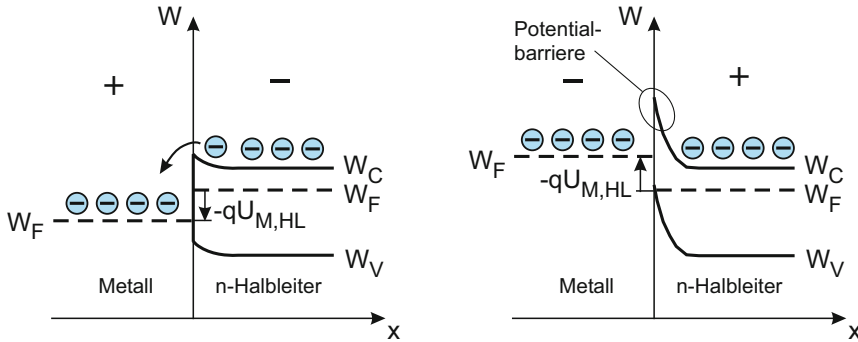 W
+
−
W_C
W_F
W_F
-qU_M,HL
W_V
Metall
n-Halbleiter
x
W
Potential-
barriere
−
+
W_F
W_C
W_F
-qU_M,HL
W_V
Metall
n-Halbleiter
x